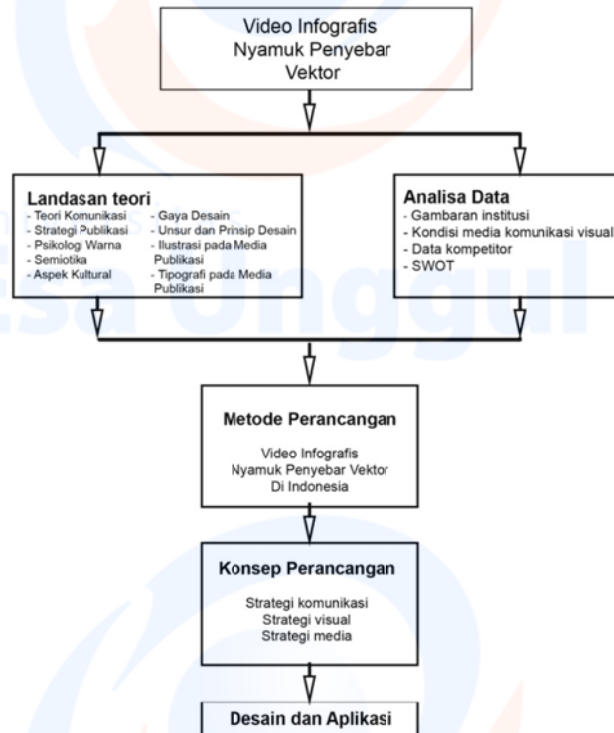 Video Infografis
Nyamuk Penyebar
Vektor
Landasan teori
- Teori Komunikasi
- Strategi Publikasi
- Psikologi Warna
- Semiotika
- Aspek Kultural
- Gaya Desain
- Unsur dan Prinsip Desain
- Ilustrasi pada Media
Publikasi
- Tipografi pada Media
Publikasi
Analisa Data
- Gambaran institusi
- Kondisi media komunikasi visual
- Data kompetitor
- SWOT
Esa Unggul
Metode Perancangan
Video Infografis
Nyamuk Penyebar Vektor
Di Indonesia
Konsep Perancangan
Strategi komunikasi
Strategi visual
Strategi media
Desain dan Aplikasi